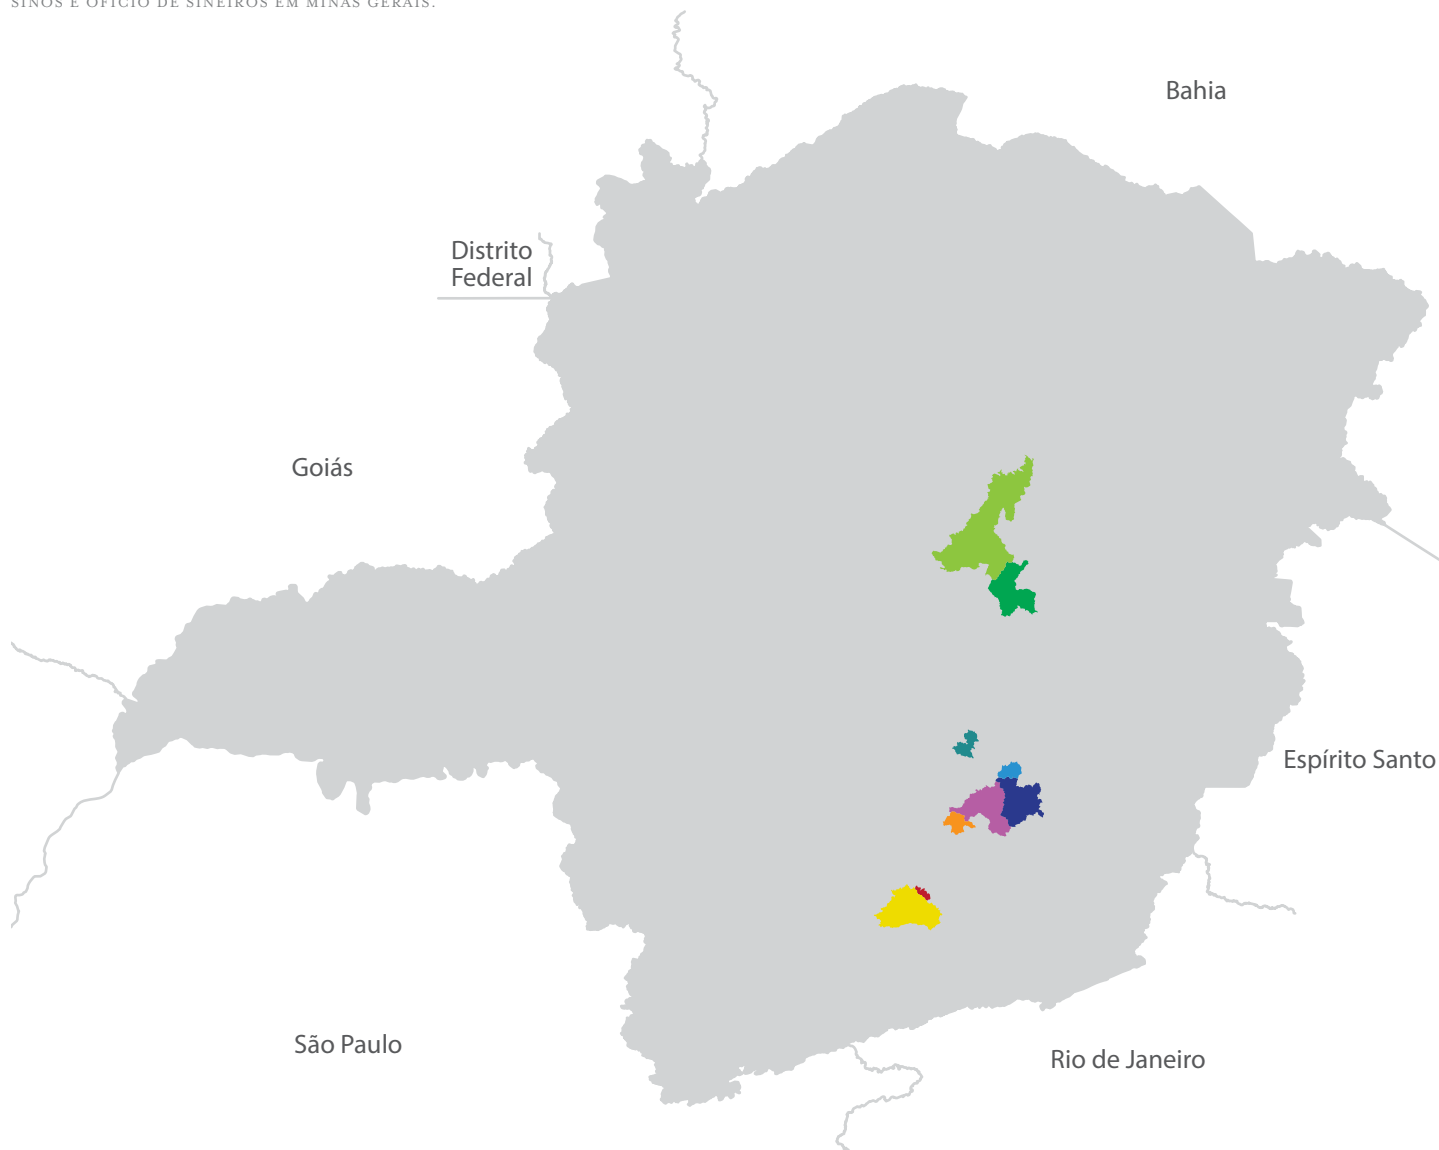 SINOS E OFÍCIO DE SINEIROS EM MINAS GERAIS.
Bahia
Distrito
Federal
Goiás
Espírito Santo
São Paulo
Rio de Janeiro